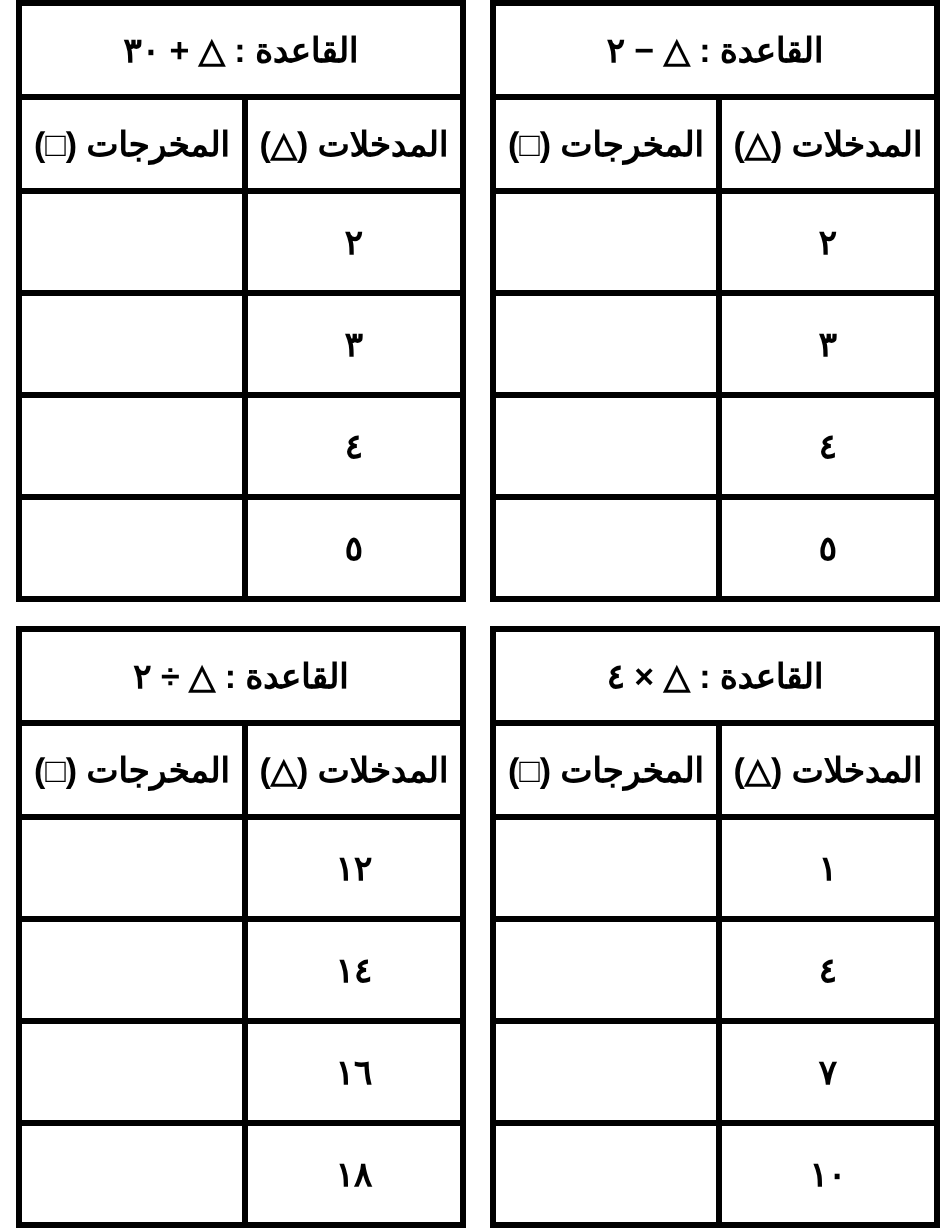 القاعدة : △ − ٢
المدخلات (△) المخرجات (□)
٢
٣
٤
٥
القاعدة : △ + ٣٠
المدخلات (△) المخرجات (□)
٢
٣
٤
٥
القاعدة : △ × ٤
المدخلات (△) المخرجات (□)
١
٤
٧
١٠
القاعدة : △ ÷ ٢
المدخلات (△) المخرجات (□)
١٢
١٤
١٦
١٨